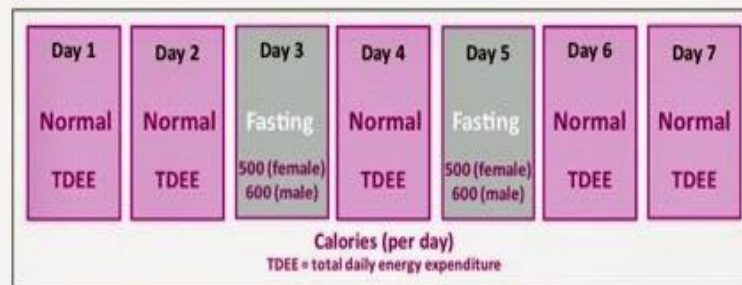 Day 1
Normal
TDEE
Day 2
Normal
TDEE
Day 3
Fasting
500 (female)
600 (male)
Day 4
Normal
TDEE
Day 5
Fasting
500 (female)
600 (male)
Day 6
Normal
TDEE
Day 7
Normal
TDEE
Calories (per day)
TDEE = total daily energy expenditure